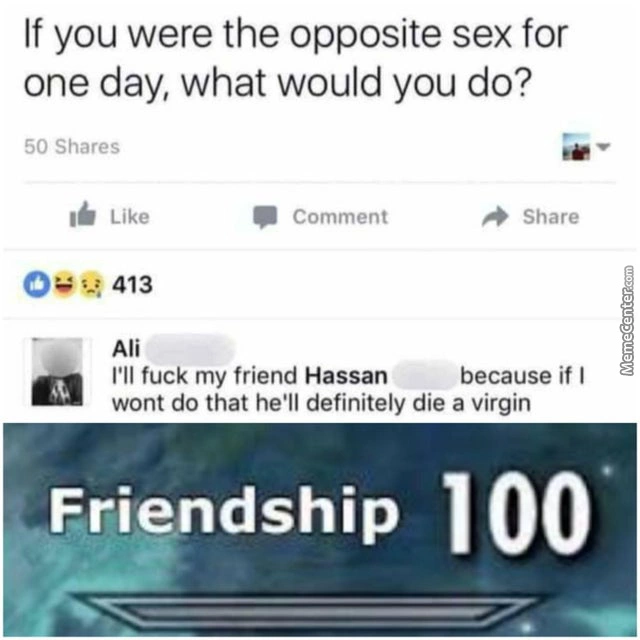 If you were the opposite sex for
one day, what would you do?
50 Shares
Like Comment Share
413
Ali
I'll fuck my friend Hassan because if I
wont do that he'll definitely die a virgin
Friendship 100
MemeCenter.com